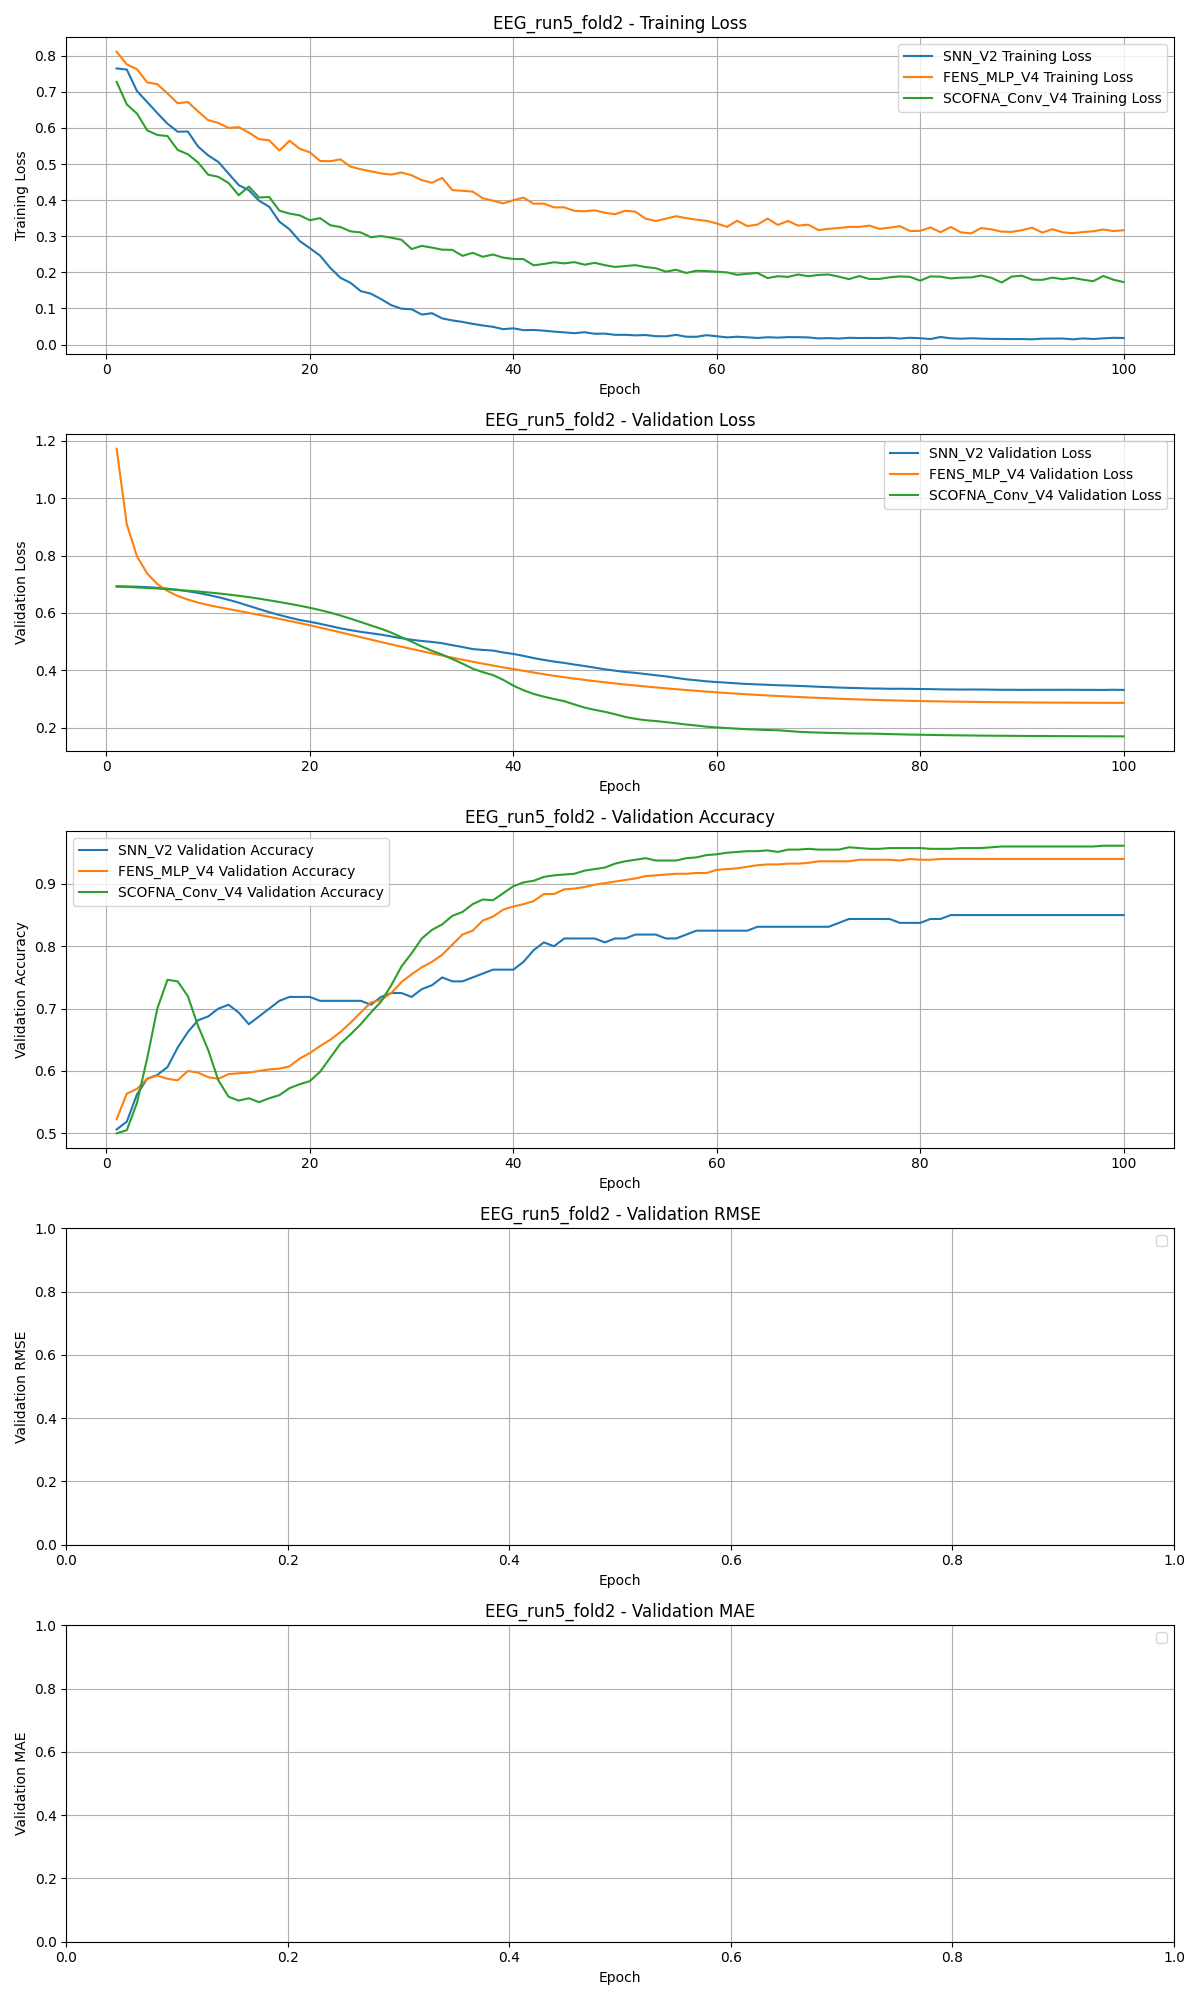 EEG_run5_fold2 - Training Loss
SNN_V2 Training Loss
FENS_MLP_V4 Training Loss
SCOFNA_Conv_V4 Training Loss
Training Loss
0.8
0.7
0.6
0.5
0.4
0.3
0.2
0.1
0.0
0 20 40 60 80 100
Epoch
EEG_run5_fold2 - Validation Loss
SNN_V2 Validation Loss
FENS_MLP_V4 Validation Loss
SCOFNA_Conv_V4 Validation Loss
Validation Loss
1.2
1.0
0.8
0.6
0.4
0.2
0 20 40 60 80 100
Epoch
EEG_run5_fold2 - Validation Accuracy
SNN_V2 Validation Accuracy
FENS_MLP_V4 Validation Accuracy
SCOFNA_Conv_V4 Validation Accuracy
Validation Accuracy
0.9
0.8
0.7
0.6
0.5
0 20 40 60 80 100
Epoch
EEG_run5_fold2 - Validation RMSE
Validation RMSE
1.0
0.8
0.6
0.4
0.2
0.0
0.0 0.2 0.4 0.6 0.8 1.0
Epoch
EEG_run5_fold2 - Validation MAE
Validation MAE
1.0
0.8
0.6
0.4
0.2
0.0
0.0 0.2 0.4 0.6 0.8 1.0
Epoch